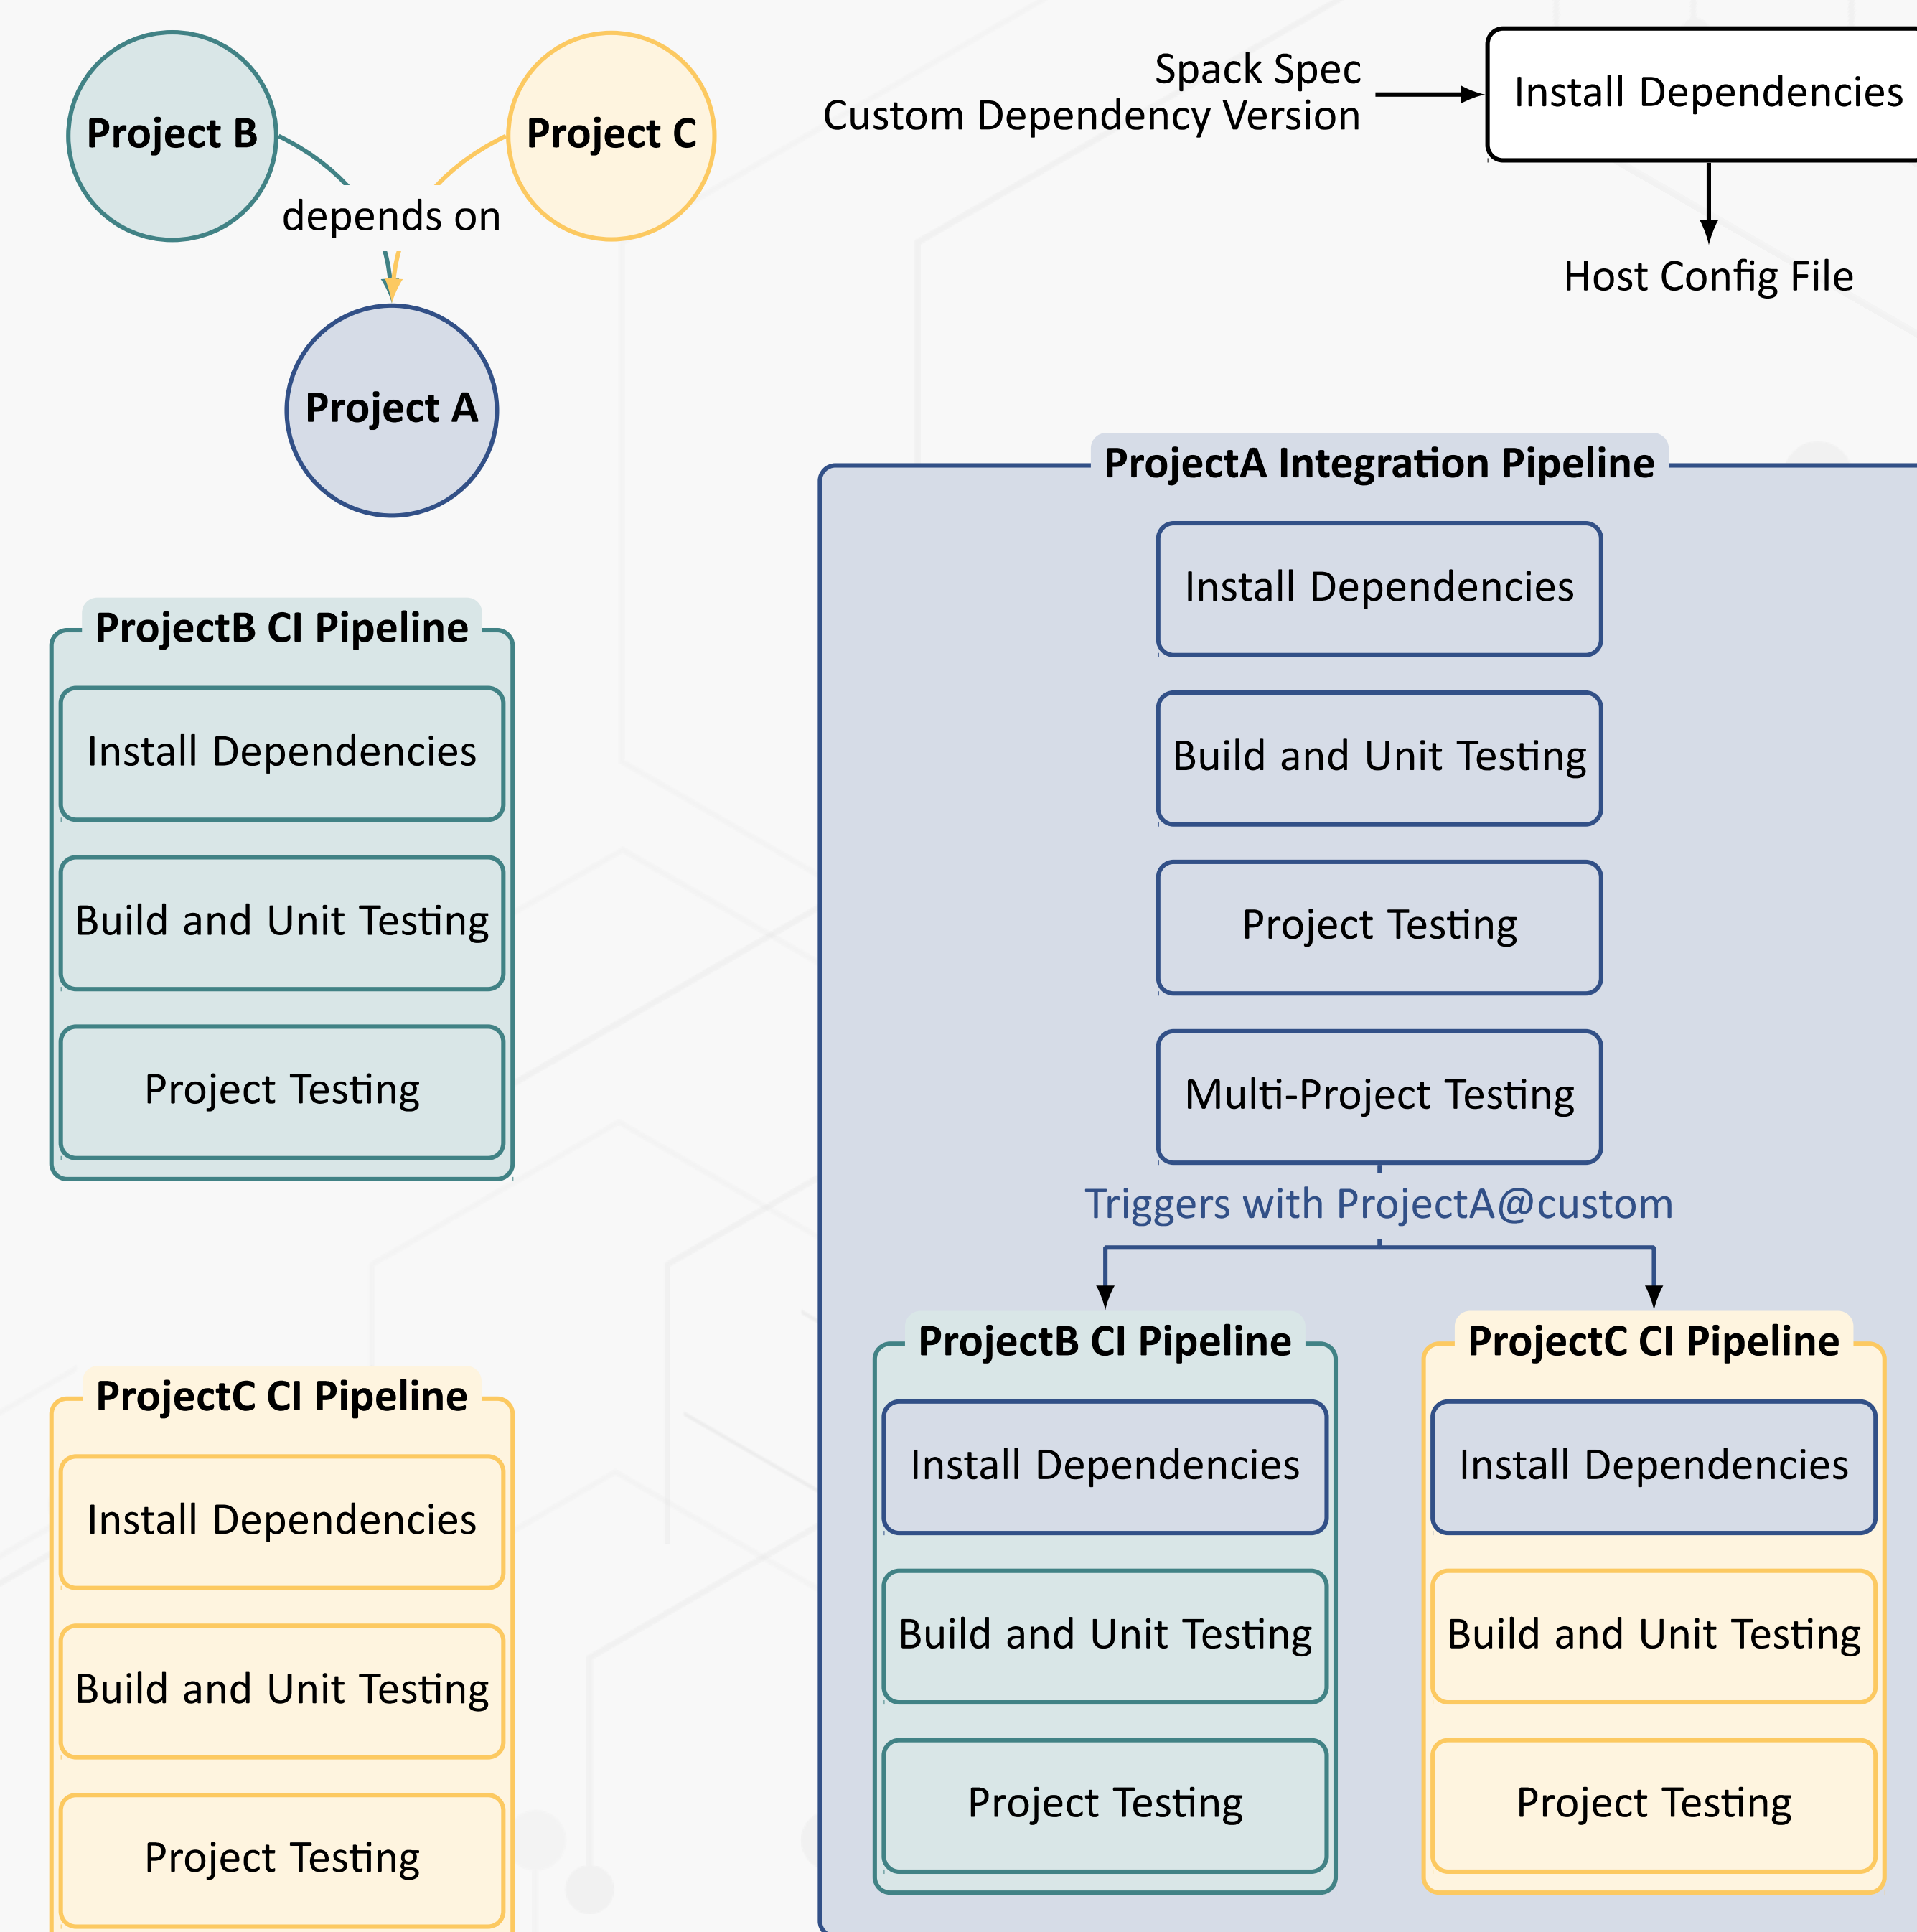 Project B
Project C
depends on
Project A
Spack Spec
Custom Dependency Version
Install Dependencies
Host Config File
ProjectB CI Pipeline
Install Dependencies
Build and Unit Testing
Project Testing
ProjectC CI Pipeline
Install Dependencies
Build and Unit Testing
Project Testing
ProjectA Integration Pipeline
Install Dependencies
Build and Unit Testing
Project Testing
Multi-Project Testing
Triggers with ProjectA@custom
ProjectB CI Pipeline
Install Dependencies
Build and Unit Testing
Project Testing
ProjectC CI Pipeline
Install Dependencies
Build and Unit Testing
Project Testing